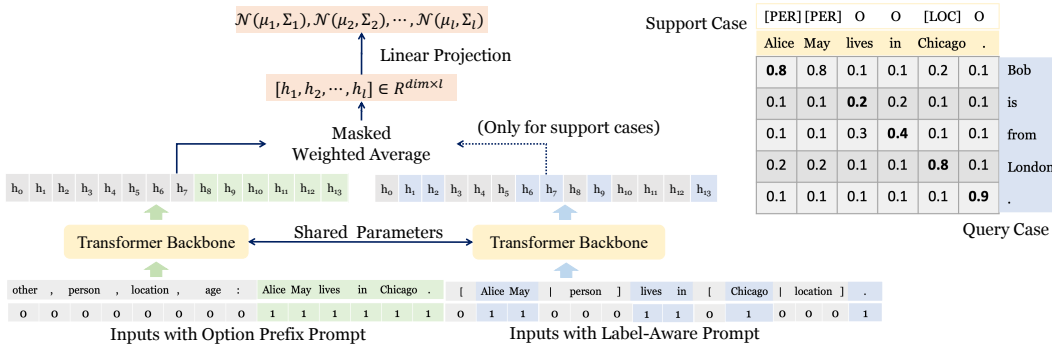 𝒩(μ₁, Σ₁), 𝒩(μ₂, Σ₂), ⋯ , 𝒩(μₗ, Σₗ)
Linear Projection
[h₁, h₂, ⋯ , hₗ] ∈ R^{dim×l}
Masked
Weighted Average
(Only for support cases)
h₀ h₁ h₂ h₃ h₄ h₅ h₆ h₇ h₈ h₉ h₁₀ h₁₁ h₁₂ h₁₃
h₀ h₁ h₂ h₃ h₄ h₅ h₆ h₇ h₈ h₉ h₁₀ h₁₁ h₁₂ h₁₃
Transformer Backbone
Shared Parameters
Transformer Backbone
other , person , location , age : Alice May lives in Chicago .
0 0 0 0 0 0 0 0 1 1 1 1 1 1
Inputs with Option Prefix Prompt
[ Alice May | person ] lives in [ Chicago | location ] .
0 1 1 0 0 0 1 1 0 1 0 0 0 1
Inputs with Label-Aware Prompt
Support Case
[PER] [PER] O O [LOC] O
Alice May lives in Chicago .
0.8 0.8 0.1 0.1 0.2 0.1 Bob
0.1 0.1 0.2 0.2 0.1 0.1 is
0.1 0.1 0.3 0.4 0.1 0.1 from
0.2 0.2 0.1 0.1 0.8 0.1 London
0.1 0.1 0.1 0.1 0.1 0.9 .
Query Case